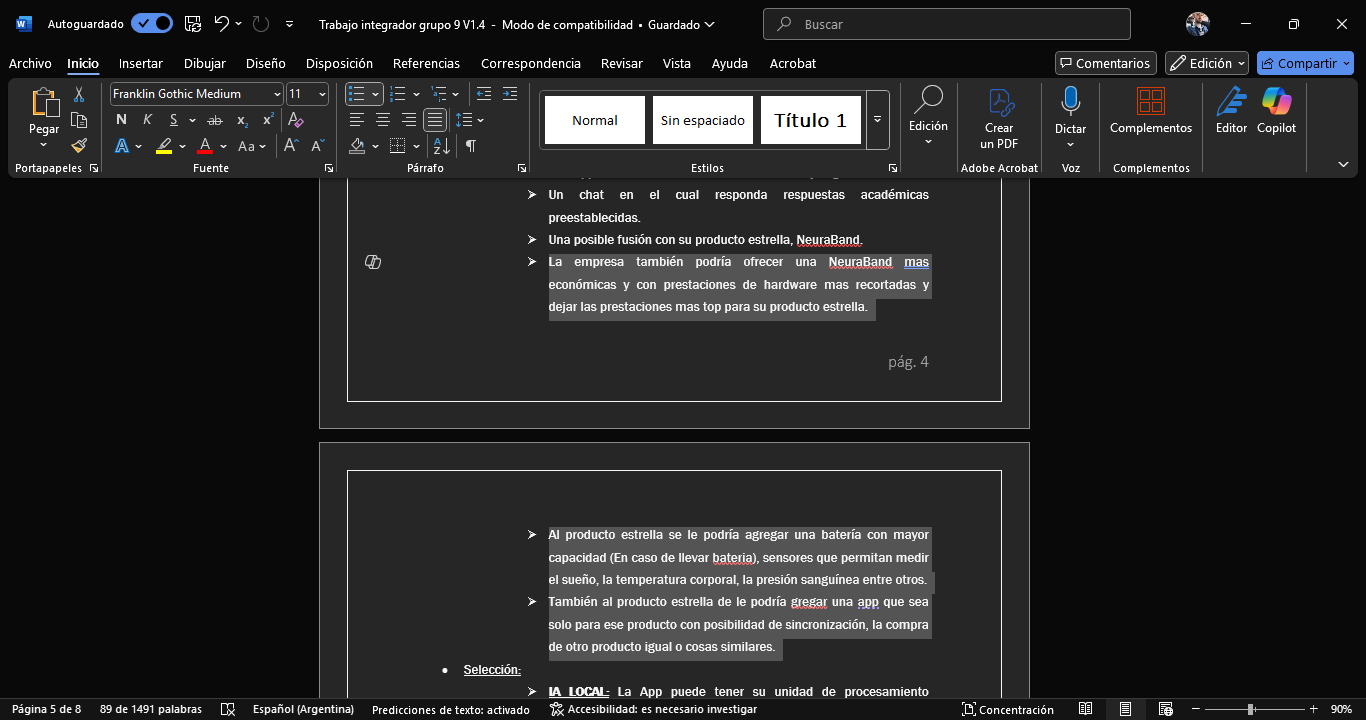 Autoguardado
Trabajo integrador grupo 9 V1.4 - Modo de compatibilidad • Guardado
Buscar
Archivo Inicio Insertar Dibujar Diseño Disposición Referencias Correspondencia Revisar Vista Ayuda Acrobat
Comentarios Edición Compartir
Pegar
Portapapeles
Franklin Gothic Medium 11
N K S ab x₂ x²
A A Aa A A
Fuente
Párrafo
Normal Sin espaciado Título 1
Estilos
Edición
Crear
un PDF
Adobe Acrobat
Dictar
Voz
Complementos
Complementos
Editor Copilot
Un chat en el cual responda respuestas académicas
preestablecidas.
Una posible fusión con su producto estrella, NeuraBand.
La empresa también podría ofrecer una NeuraBand mas
económicas y con prestaciones de hardware mas recortadas y
dejar las prestaciones mas top para su producto estrella.
pág. 4
Al producto estrella se le podría agregar una batería con mayor
capacidad (En caso de llevar bateria), sensores que permitan medir
el sueño, la temperatura corporal, la presión sanguínea entre otros.
También al producto estrella de le podría gregar una app que sea
solo para ese producto con posibilidad de sincronización, la compra
de otro producto igual o cosas similares.
Selección:
IA LOCAL: La App puede tener su unidad de procesamiento
Página 5 de 8 89 de 1491 palabras Español (Argentina) Predicciones de texto: activado Accesibilidad: es necesario investigar Concentración 90%